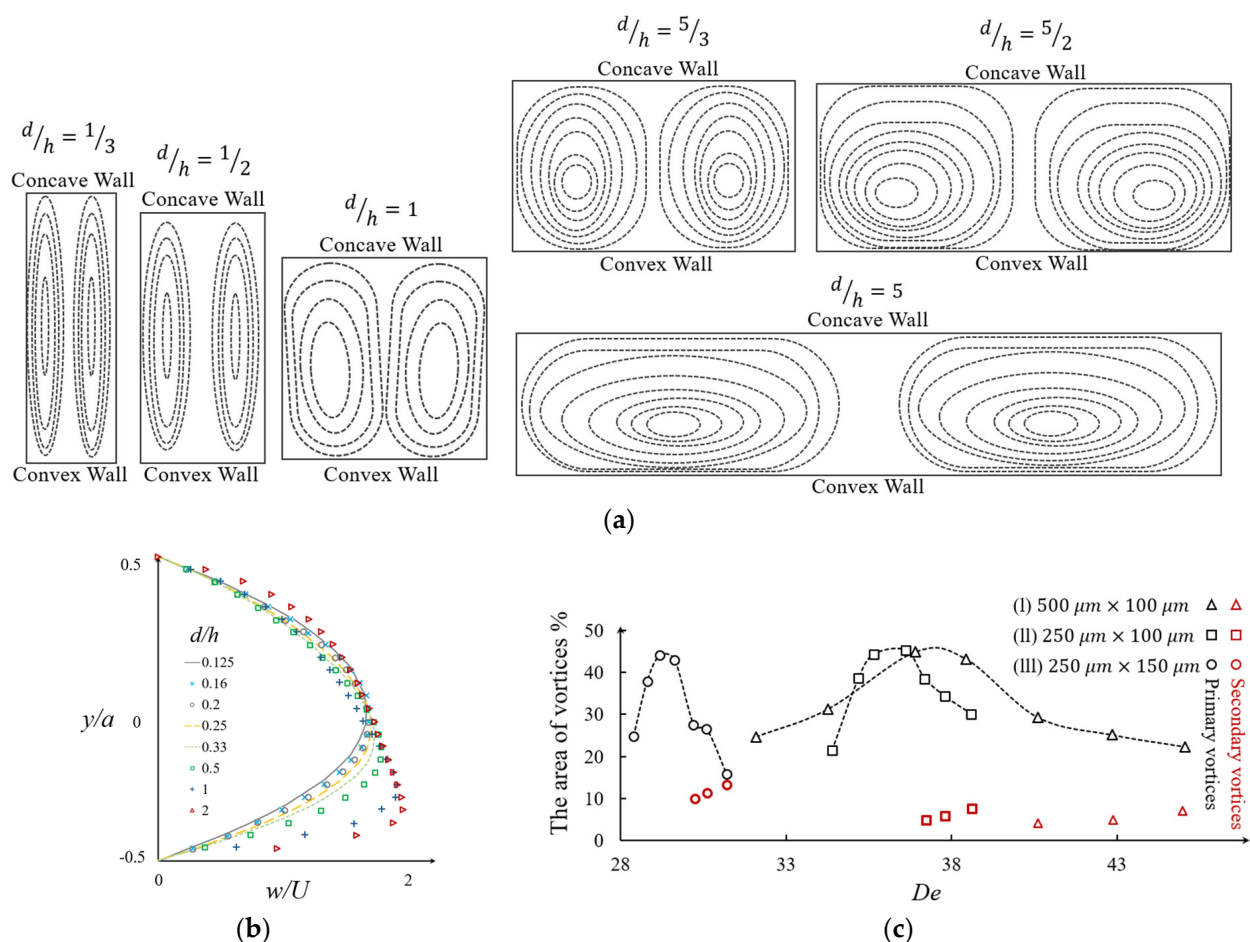 d/h = 1/3
Concave Wall
Convex Wall
d/h = 1/2
Concave Wall
Convex Wall
d/h = 1
Concave Wall
Convex Wall
d/h = 5/3
Concave Wall
Convex Wall
d/h = 5/2
Concave Wall
Convex Wall
d/h = 5
Concave Wall
Convex Wall
(a)
0.5
y/a
0
-0.5
d/h
0.125
0.16
0.2
0.25
0.33
0.5
1
2
0
2
w/U
(b)
The area of vortices %
50
40
30
20
10
0
28
33
38
43
De
(l) 500 μm × 100 μm
(ll) 250 μm × 100 μm
(lll) 250 μm × 150 μm
Primary vortices
Secondary vortices
(c)